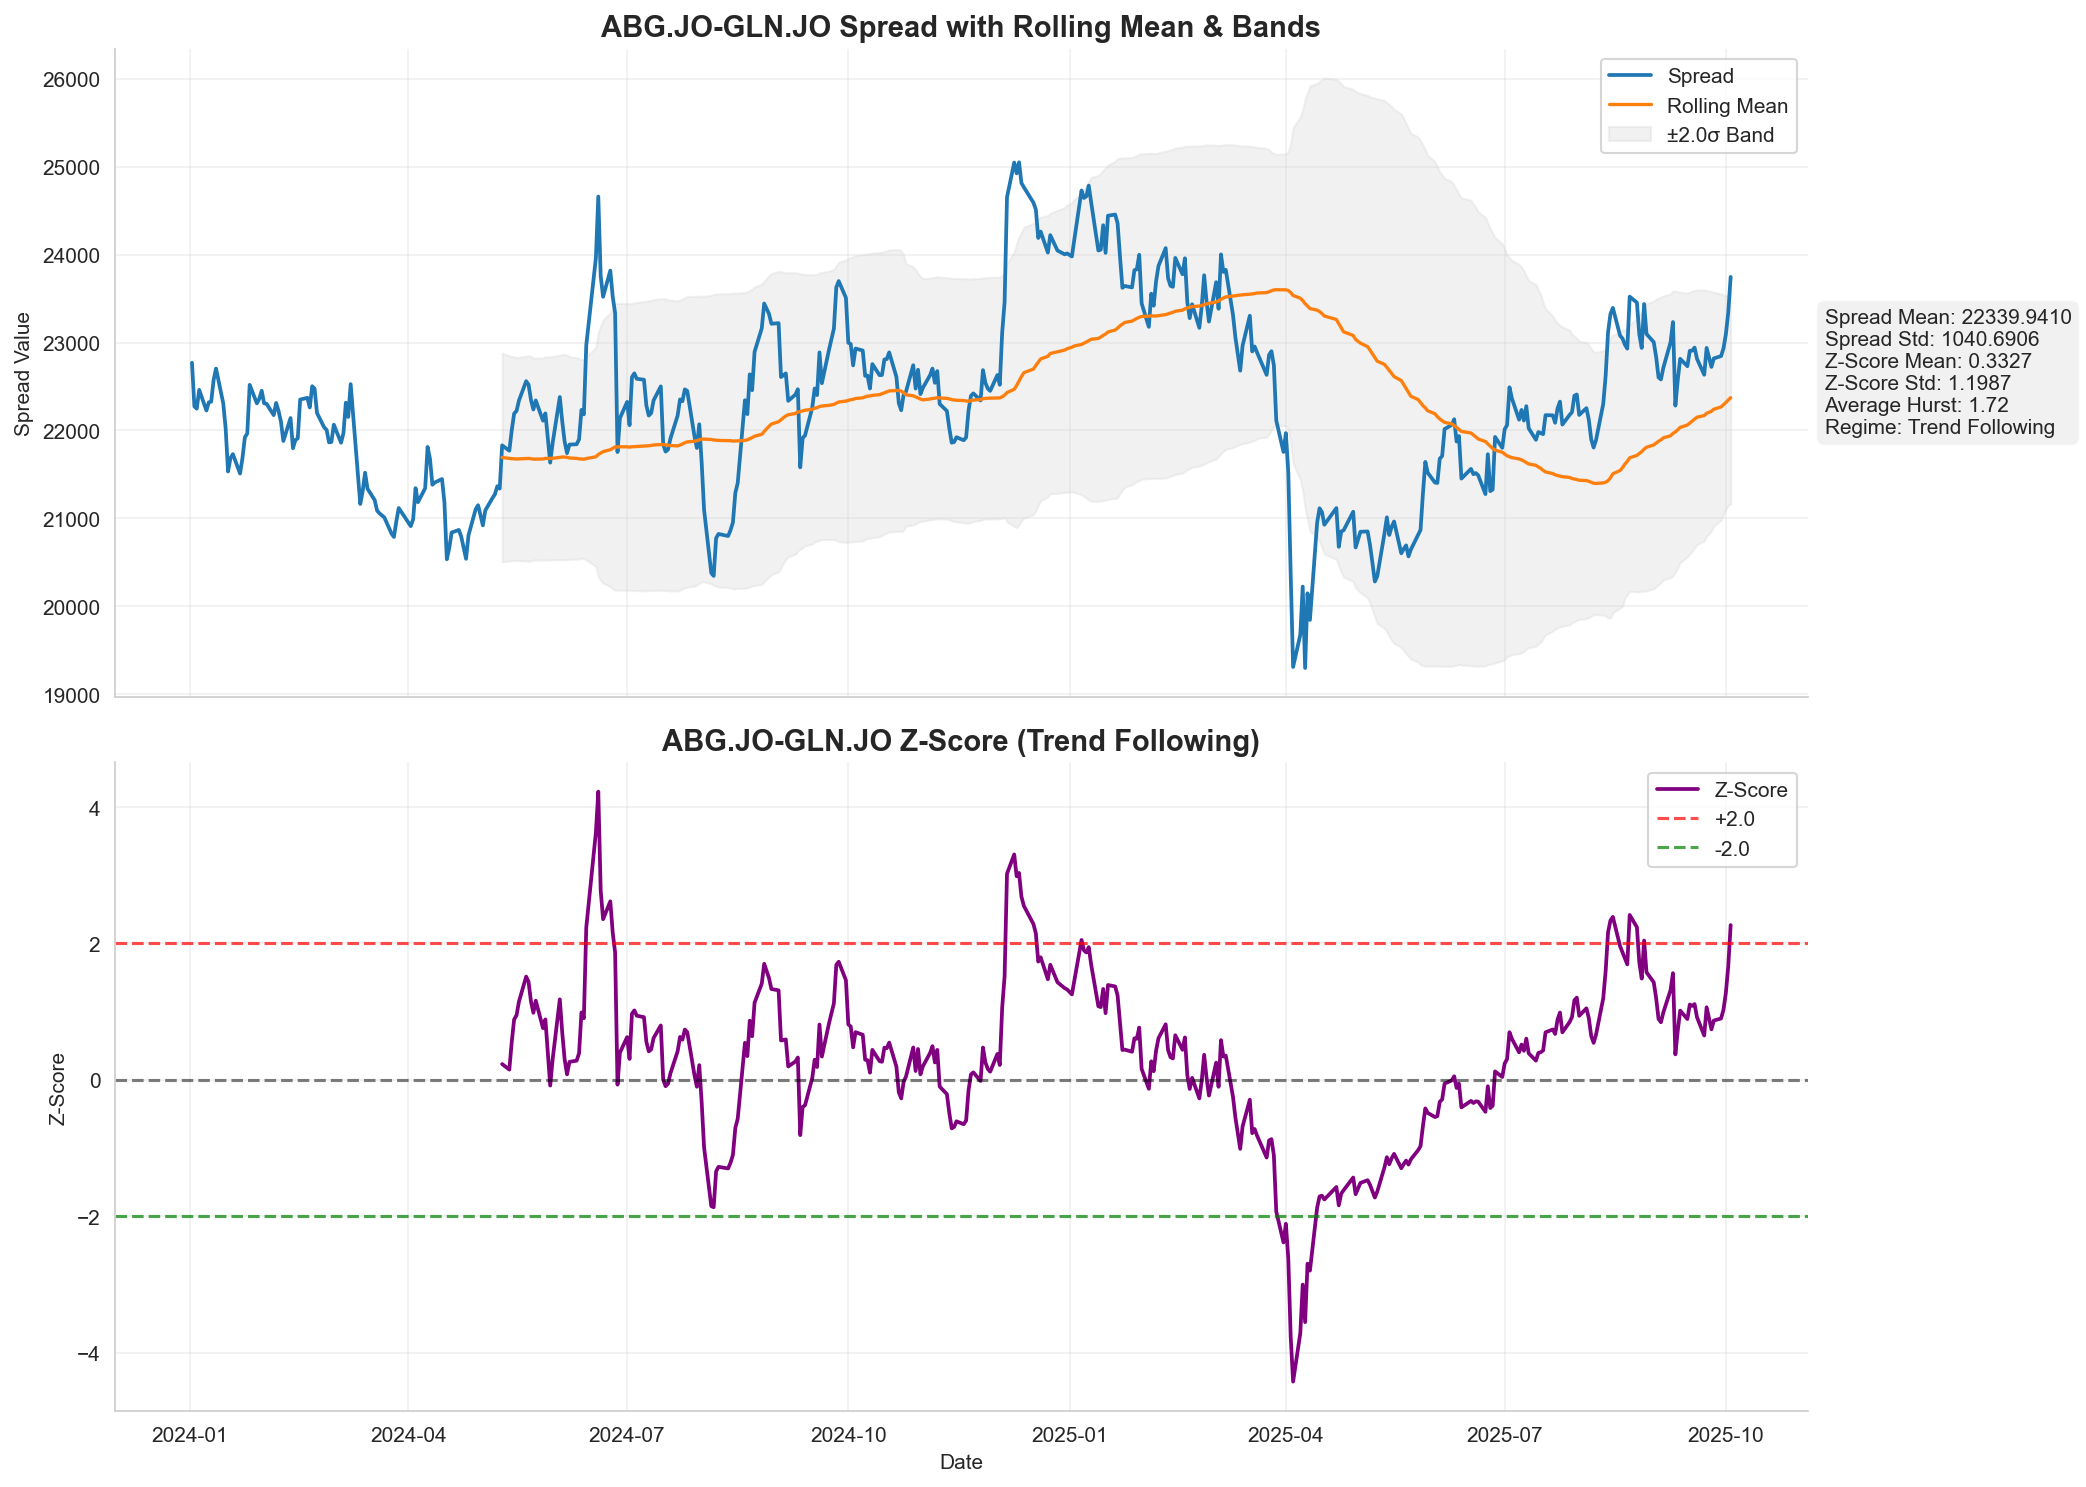 ABG.JO-GLN.JO Spread with Rolling Mean & Bands
Spread Value
26000
25000
24000
23000
22000
21000
20000
19000
Spread
Rolling Mean
±2.0σ Band
Spread Mean: 22339.9410
Spread Std: 1040.6906
Z-Score Mean: 0.3327
Z-Score Std: 1.1987
Average Hurst: 1.72
Regime: Trend Following
ABG.JO-GLN.JO Z-Score (Trend Following)
Z-Score
4
2
0
−2
−4
Z-Score
+2.0
-2.0
2024-01
2024-04
2024-07
2024-10
2025-01
2025-04
2025-07
2025-10
Date